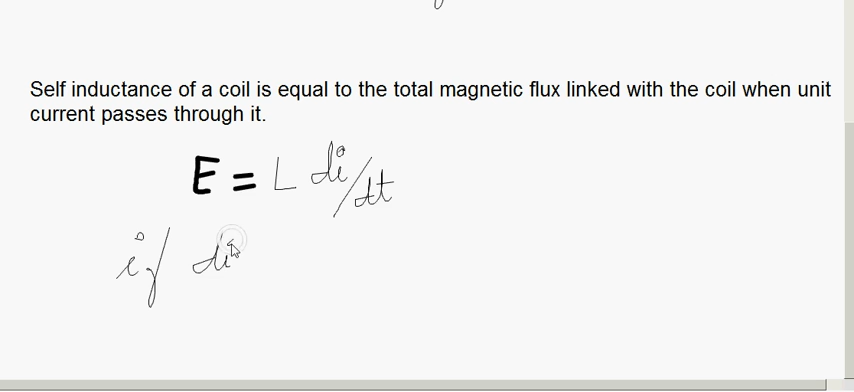 Self inductance of a coil is equal to the total magnetic flux linked with the coil when unit
current passes through it.
E = L di/dt
if di